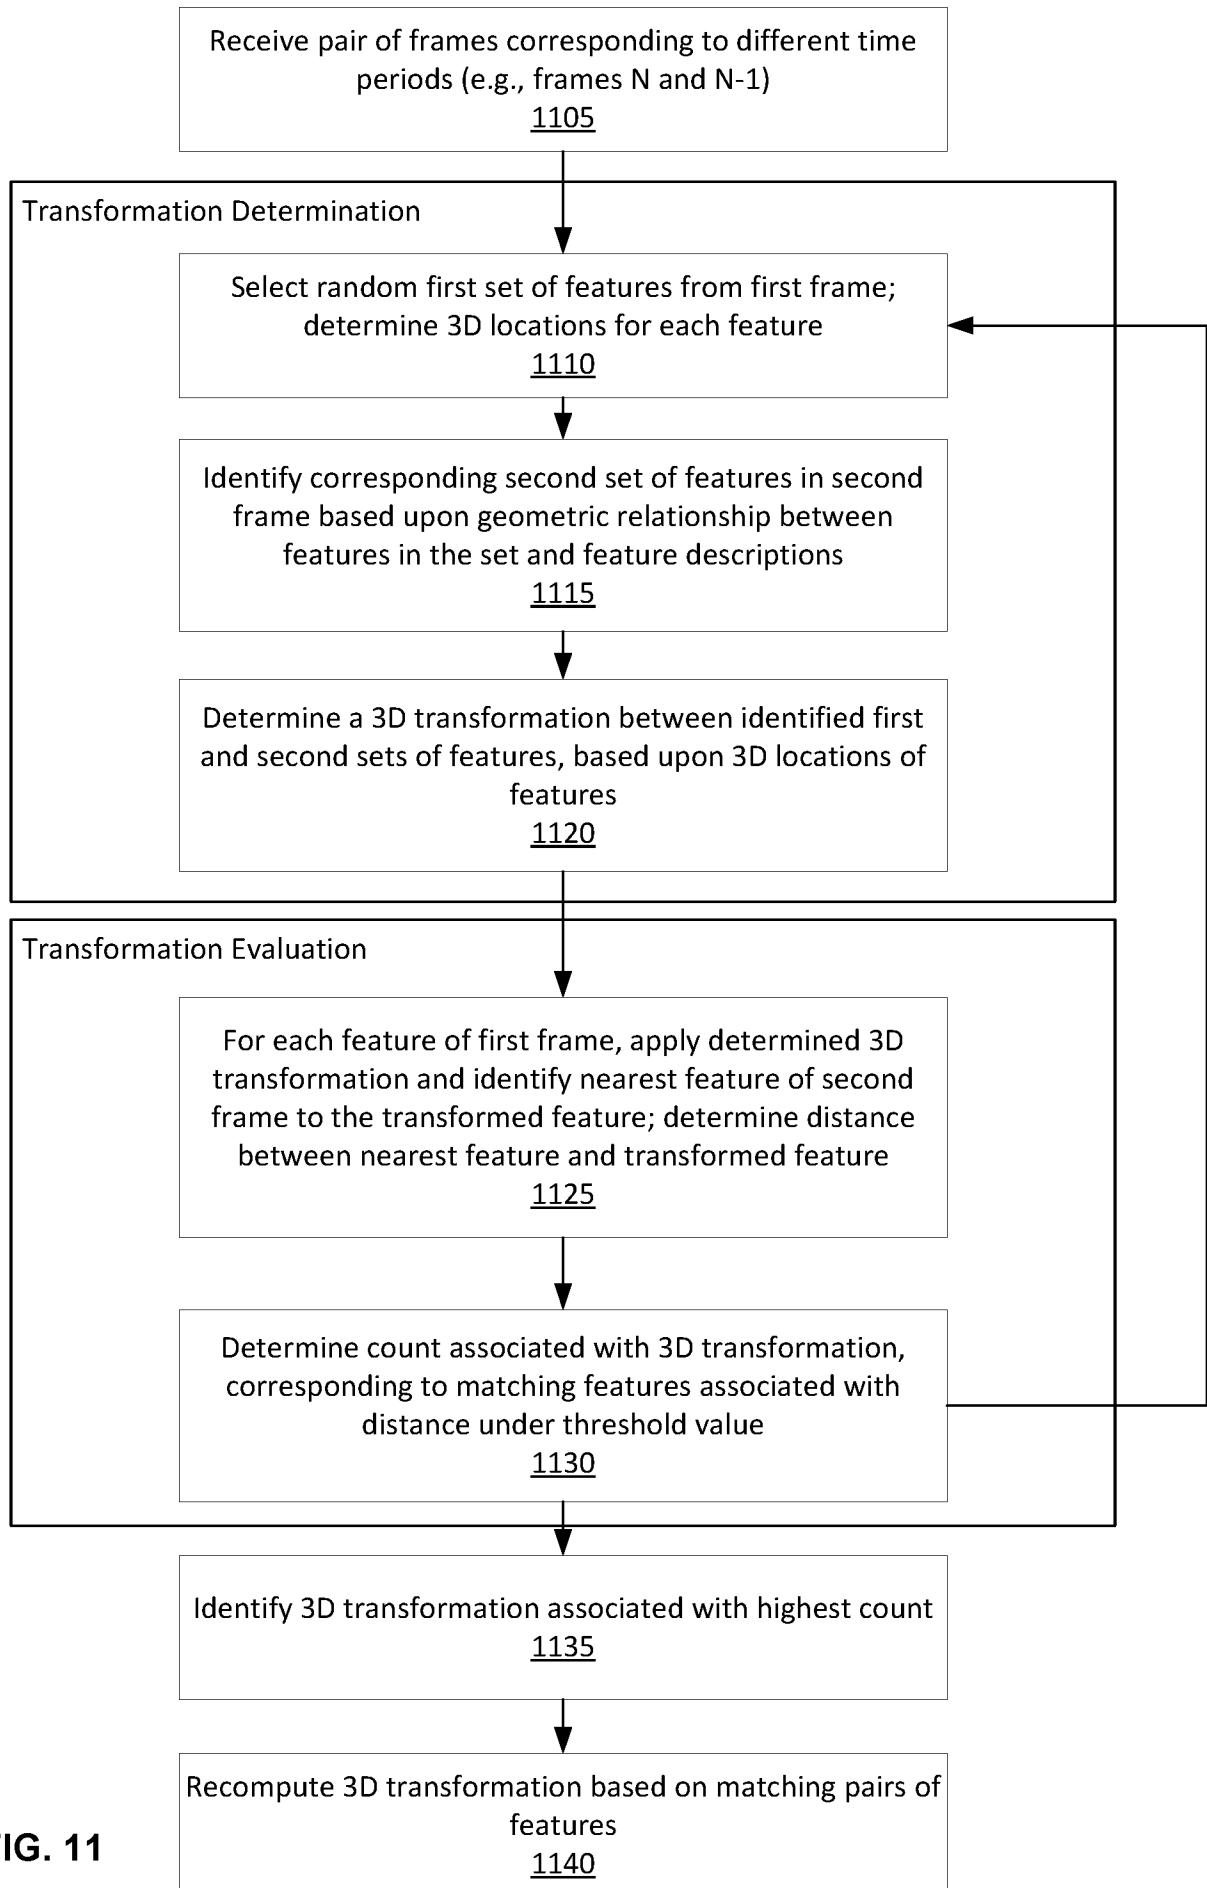 Receive pair of frames corresponding to different time
periods (e.g., frames N and N-1)
1105
Transformation Determination
Select random first set of features from first frame;
determine 3D locations for each feature
1110
Identify corresponding second set of features in second
frame based upon geometric relationship between
features in the set and feature descriptions
1115
Determine a 3D transformation between identified first
and second sets of features, based upon 3D locations of
features
1120
Transformation Evaluation
For each feature of first frame, apply determined 3D
transformation and identify nearest feature of second
frame to the transformed feature; determine distance
between nearest feature and transformed feature
1125
Determine count associated with 3D transformation,
corresponding to matching features associated with
distance under threshold value
1130
Identify 3D transformation associated with highest count
1135
Recompute 3D transformation based on matching pairs of
features
1140
IG. 11